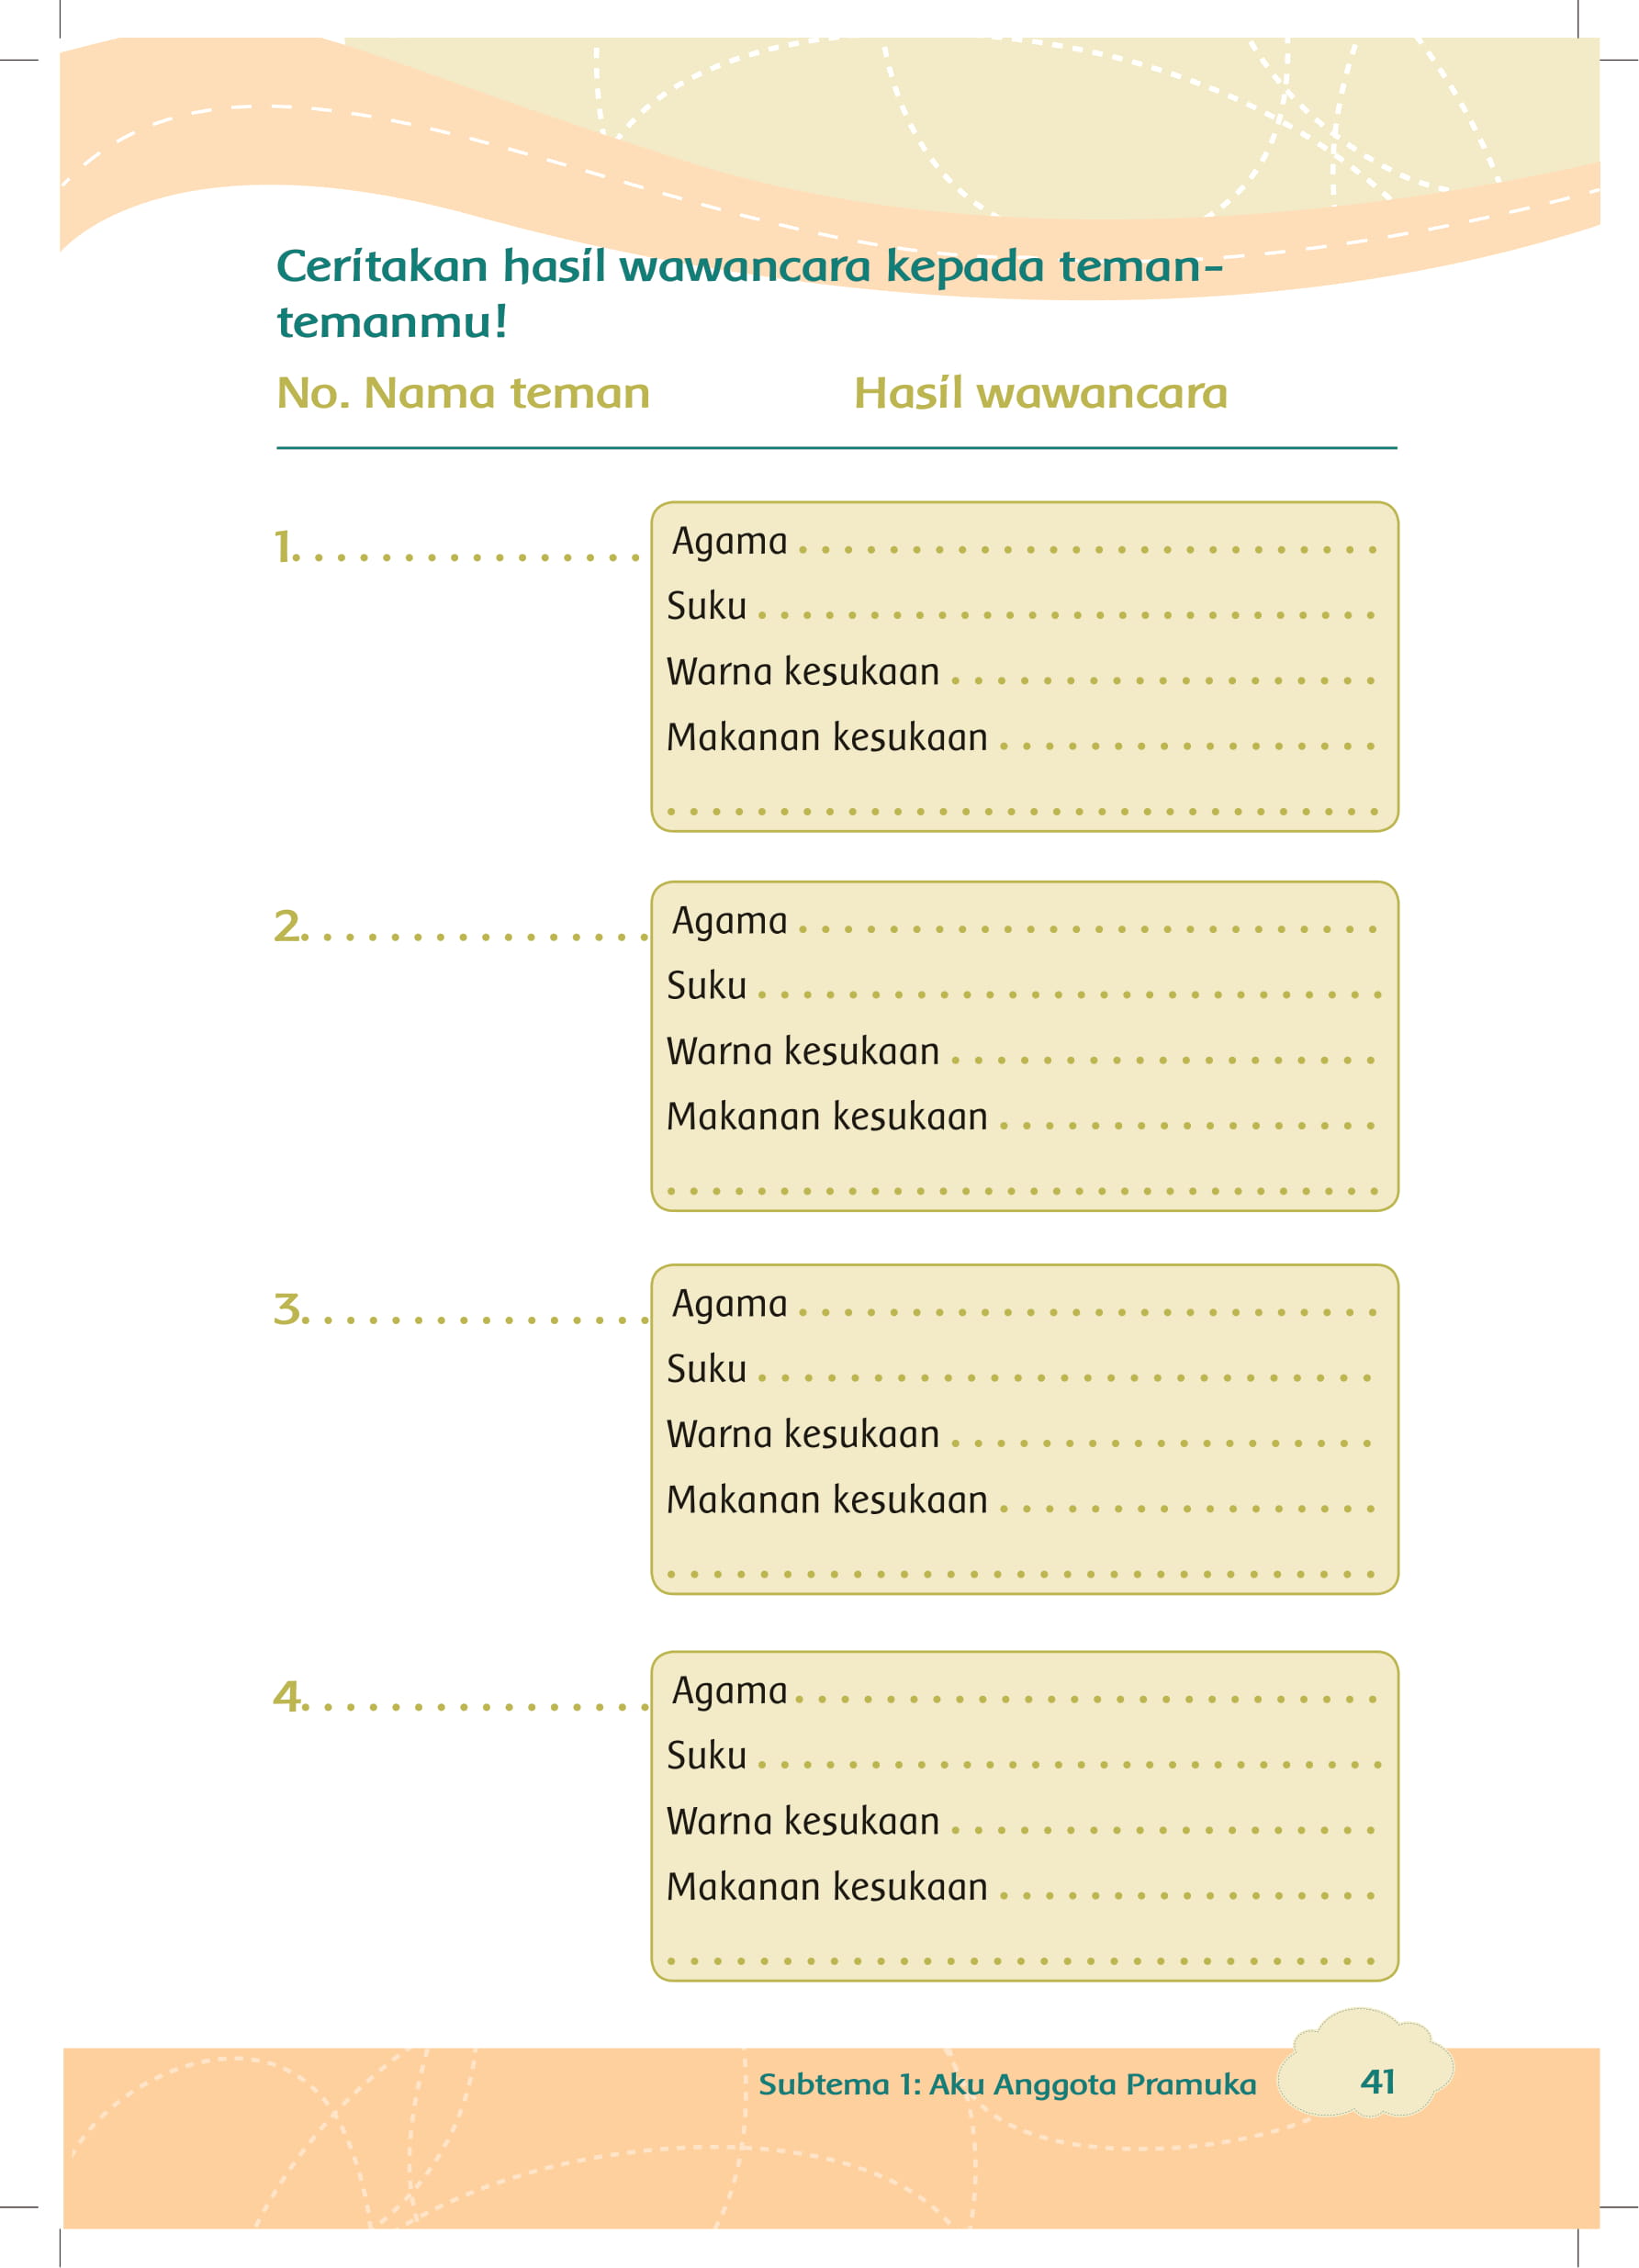 Ceritakan hasil wawancara kepada teman-
temanmu!
No. Nama teman Hasil wawancara
1. . . . . . . . . . . . . . . . Agama . . . . . . . . . . . . . . . . . . . . . . . . . .
Suku . . . . . . . . . . . . . . . . . . . . . . . . . . . .
Warna kesukaan . . . . . . . . . . . . . . . . . . .
Makanan kesukaan . . . . . . . . . . . . . . . . .
. . . . . . . . . . . . . . . . . . . . . . . . . . . . . . . .
2. . . . . . . . . . . . . . . . Agama . . . . . . . . . . . . . . . . . . . . . . . . . .
Suku . . . . . . . . . . . . . . . . . . . . . . . . . . . .
Warna kesukaan . . . . . . . . . . . . . . . . . . .
Makanan kesukaan . . . . . . . . . . . . . . . . .
. . . . . . . . . . . . . . . . . . . . . . . . . . . . . . . .
3. . . . . . . . . . . . . . . . Agama . . . . . . . . . . . . . . . . . . . . . . . . . .
Suku . . . . . . . . . . . . . . . . . . . . . . . . . . .
Warna kesukaan . . . . . . . . . . . . . . . . . . .
Makanan kesukaan . . . . . . . . . . . . . . . . .
. . . . . . . . . . . . . . . . . . . . . . . . . . . . . . .
4. . . . . . . . . . . . . . . . Agama . . . . . . . . . . . . . . . . . . . . . . . . . .
Suku . . . . . . . . . . . . . . . . . . . . . . . . . . . .
Warna kesukaan . . . . . . . . . . . . . . . . . . .
Makanan kesukaan . . . . . . . . . . . . . . . . .
. . . . . . . . . . . . . . . . . . . . . . . . . . . . . . .
Subtema 1: Aku Anggota Pramuka 41